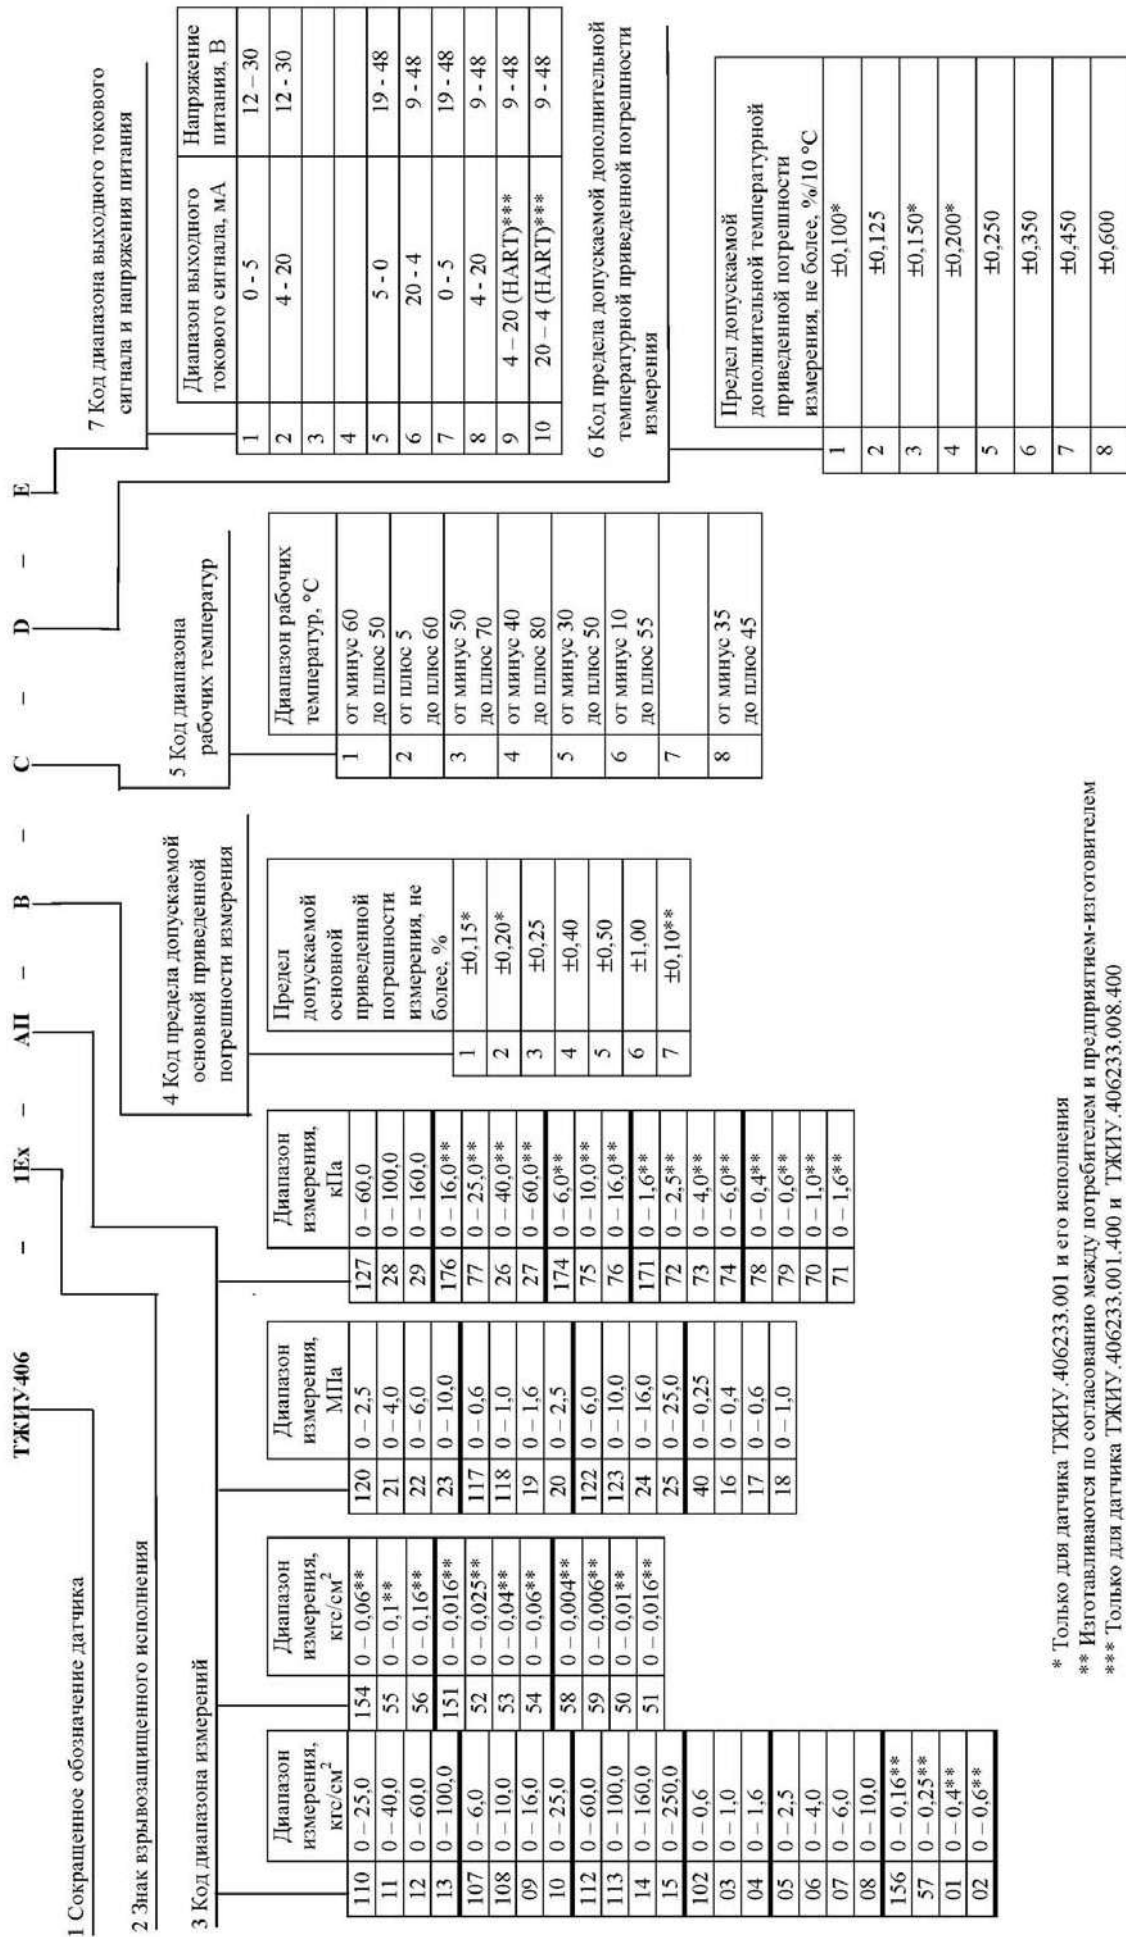 ТЖИУ406 – 1Ex – АП – В – С – D – Е
1 Сокращенное обозначение датчика
2 Знак взрывозащищенного исполнения
3 Код диапазона измерений
Диапазон
измерения,
кгс/см²
110 0 – 25,0
11 0 – 40,0
12 0 – 60,0
13 0 – 100,0
107 0 – 6,0
108 0 – 10,0
09 0 – 16,0
10 0 – 25,0
112 0 – 60,0
113 0 – 100,0
14 0 – 160,0
15 0 – 250,0
102 0 – 0,6
03 0 – 1,0
04 0 – 1,6
05 0 – 2,5
06 0 – 4,0
07 0 – 6,0
08 0 – 10,0
156 0 – 0,16**
57 0 – 0,25**
01 0 – 0,4**
02 0 – 0,6**
Диапазон
измерения,
кгс/см²
154 0 – 0,06**
55 0 – 0,1**
56 0 – 0,16**
151 0 – 0,016**
52 0 – 0,025**
53 0 – 0,04**
54 0 – 0,06**
58 0 – 0,004**
59 0 – 0,006**
50 0 – 0,01**
51 0 – 0,016**
Диапазон
измерения,
МПа
120 0 – 2,5
21 0 – 4,0
22 0 – 6,0
23 0 – 10,0
117 0 – 0,6
118 0 – 1,0
19 0 – 1,6
20 0 – 2,5
122 0 – 6,0
123 0 – 10,0
24 0 – 16,0
25 0 – 25,0
40 0 – 0,25
16 0 – 0,4
17 0 – 0,6
18 0 – 1,0
Диапазон
измерения,
кПа
127 0 – 60,0
28 0 – 100,0
29 0 – 160,0
176 0 – 16,0**
77 0 – 25,0**
26 0 – 40,0**
27 0 – 60,0**
174 0 – 6,0**
75 0 – 10,0**
76 0 – 16,0**
171 0 – 1,6**
72 0 – 2,5**
73 0 – 4,0**
74 0 – 6,0**
78 0 – 0,4**
79 0 – 0,6**
70 0 – 1,0**
71 0 – 1,6**
4 Код предела допускаемой
основной приведенной
погрешности измерения
Предел
допускаемой
основной
приведенной
погрешности
измерения, не
более, %
1 ±0,15*
2 ±0,20*
3 ±0,25
4 ±0,40
5 ±0,50
6 ±1,00
7 ±0,10**
5 Код диапазона
рабочих температур
Диапазон рабочих
температур, °С
1 от минус 60
до плюс 50
2 от плюс 5
до плюс 60
3 от минус 50
до плюс 70
4 от минус 40
до плюс 80
5 от минус 30
до плюс 50
6 от минус 10
до плюс 55
7
8 от минус 35
до плюс 45
7 Код диапазона выходного токового
сигнала и напряжения питания
Диапазон выходного
токового сигнала, мА
Напряжение
питания, В
1 0 - 5 12 – 30
2 4 - 20 12 - 30
3
4
5 5 - 0 19 - 48
6 20 - 4 9 - 48
7 0 - 5 19 - 48
8 4 - 20 9 - 48
9 4 – 20 (HART)*** 9 - 48
10 20 – 4 (HART)*** 9 - 48
6 Код предела допускаемой дополнительной
температурной приведенной погрешности
измерения
Предел допускаемой
дополнительной температурной
приведенной погрешности
измерения, не более, %/10 °С
1 ±0,100*
2 ±0,125
3 ±0,150*
4 ±0,200*
5 ±0,250
6 ±0,350
7 ±0,450
8 ±0,600
* Только для датчика ТЖИУ.406233.001 и его исполнения
** Изготавливаются по согласованию между потребителем и предприятием-изготовителем
*** Только для датчика ТЖИУ.406233.001.400 и ТЖИУ.406233.008.400